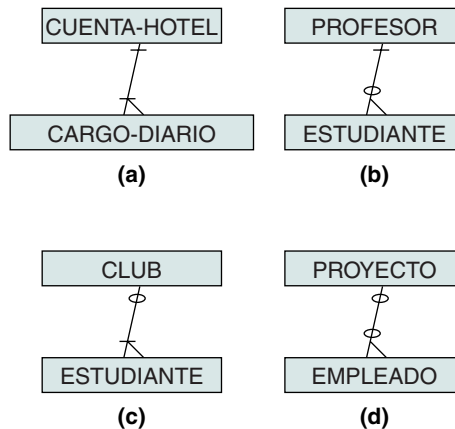 CUENTA-HOTEL
CARGO-DIARIO
(a)
PROFESOR
ESTUDIANTE
(b)
CLUB
ESTUDIANTE
(c)
PROYECTO
EMPLEADO
(d)